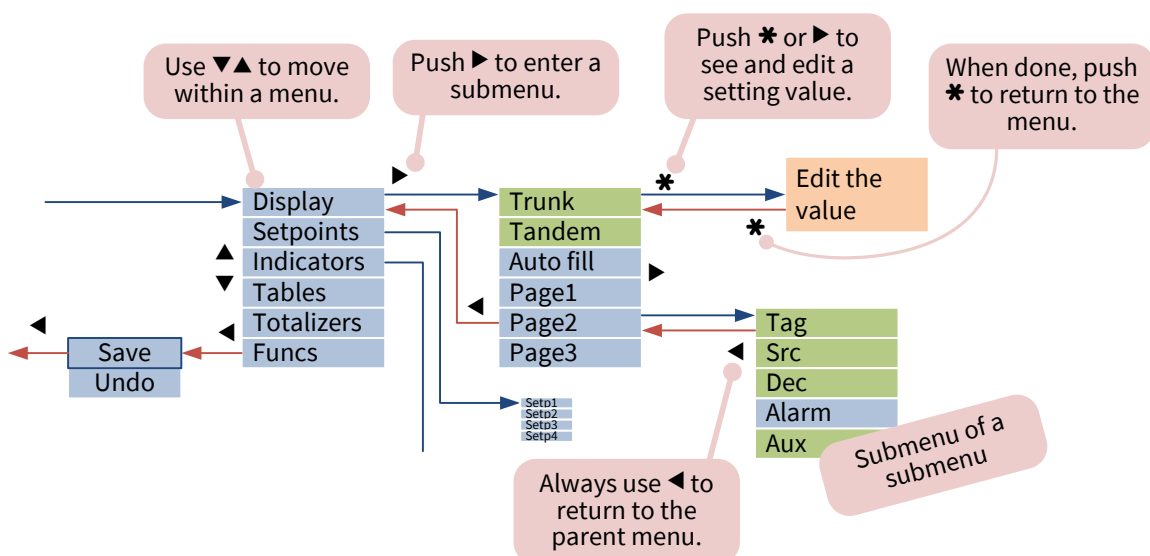 Use ▼▲ to move
within a menu.
Push ▶ to enter a
submenu.
Push * or ▶ to
see and edit a
setting value.
When done, push
* to return to the
menu.
Display
Setpoints
Indicators
Tables
Totalizers
Funcs
Save
Undo
Trunk
Tandem
Auto fill
Page1
Page2
Page3
Edit the
value
Setp1
Setp2
Setp3
Setp4
Tag
Src
Dec
Alarm
Aux
Submenu of a
submenu
Always use ◀ to
return to the
parent menu.